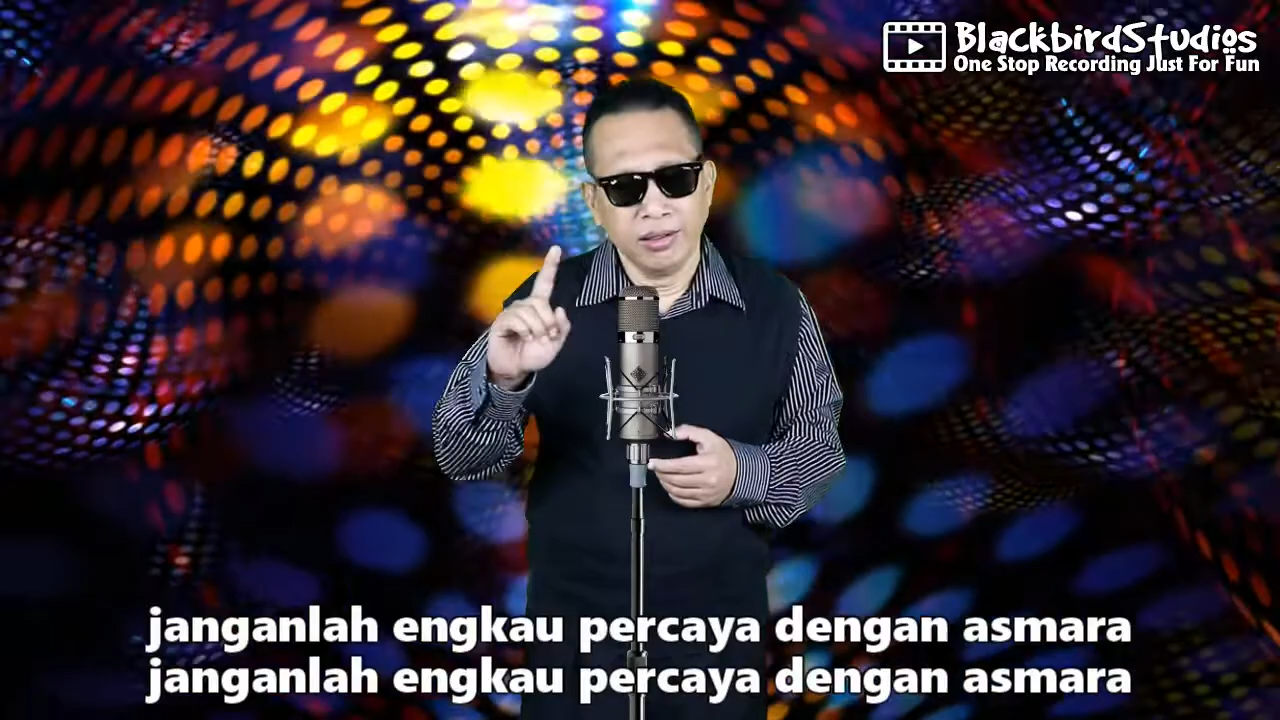 BlackbirdStudios
One Stop Recording Just For Fun
janganlah engkau percaya dengan asmara
janganlah engkau percaya dengan asmara